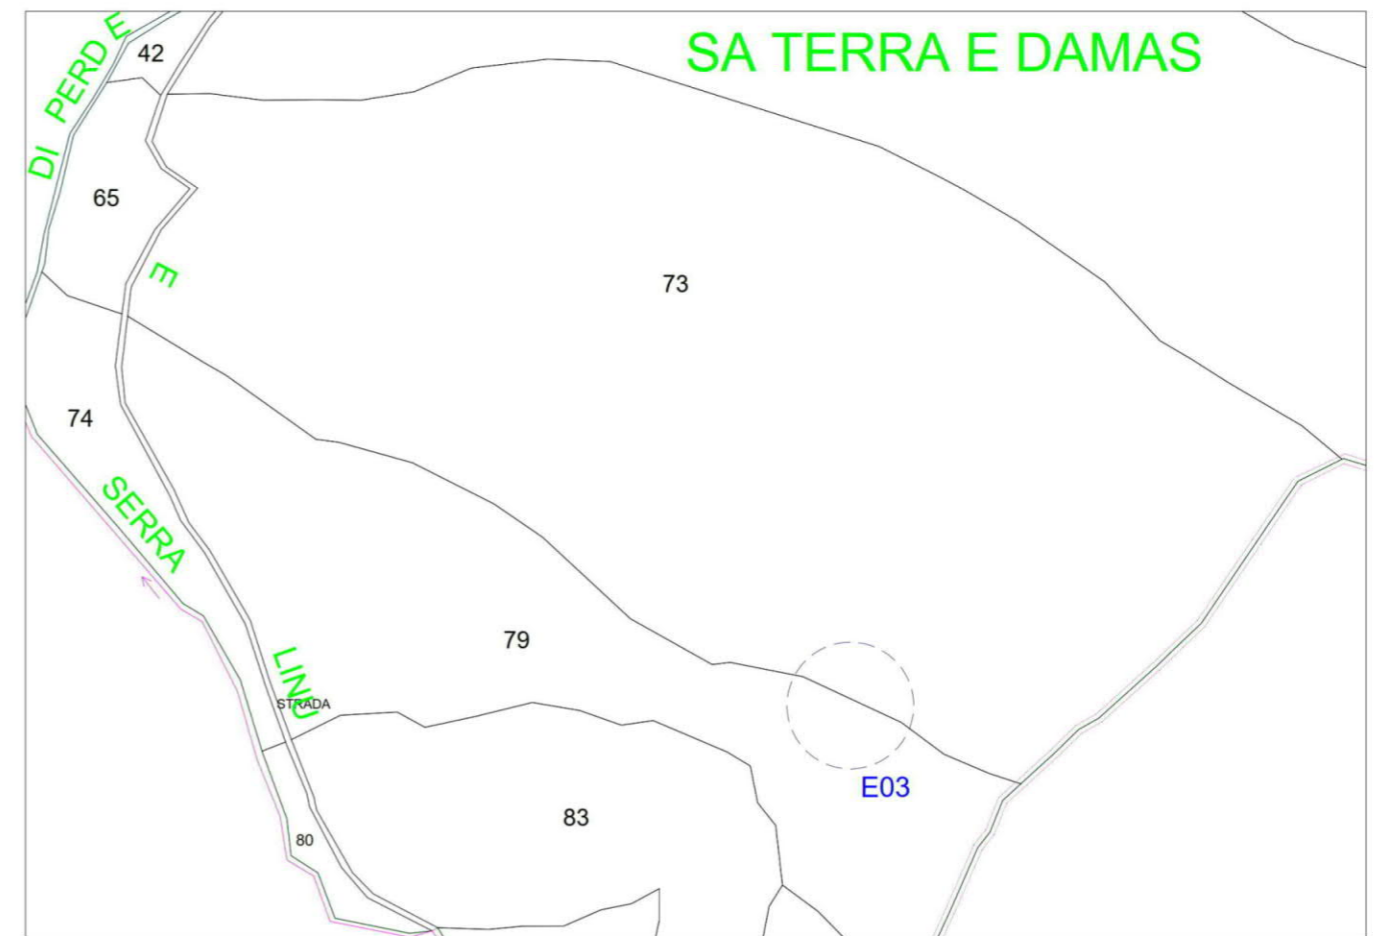 SA TERRA E DAMAS
DI PERD E
42
65
E
73
74
SERRA
79
LINU
STRADA
E03
83
80